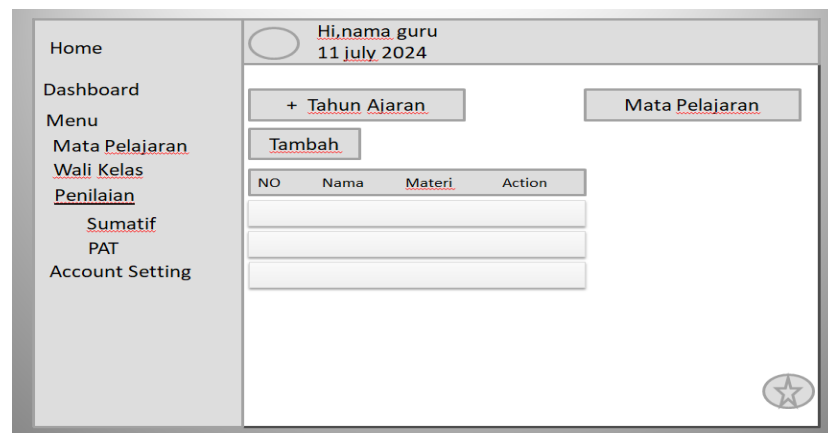 Home
Dashboard
Menu
Mata Pelajaran
Wali Kelas
Penilaian
Sumatif
PAT
Account Setting
Hi,nama guru
11 july 2024
+ Tahun Ajaran
Mata Pelajaran
Tambah
NO Nama Materi Action